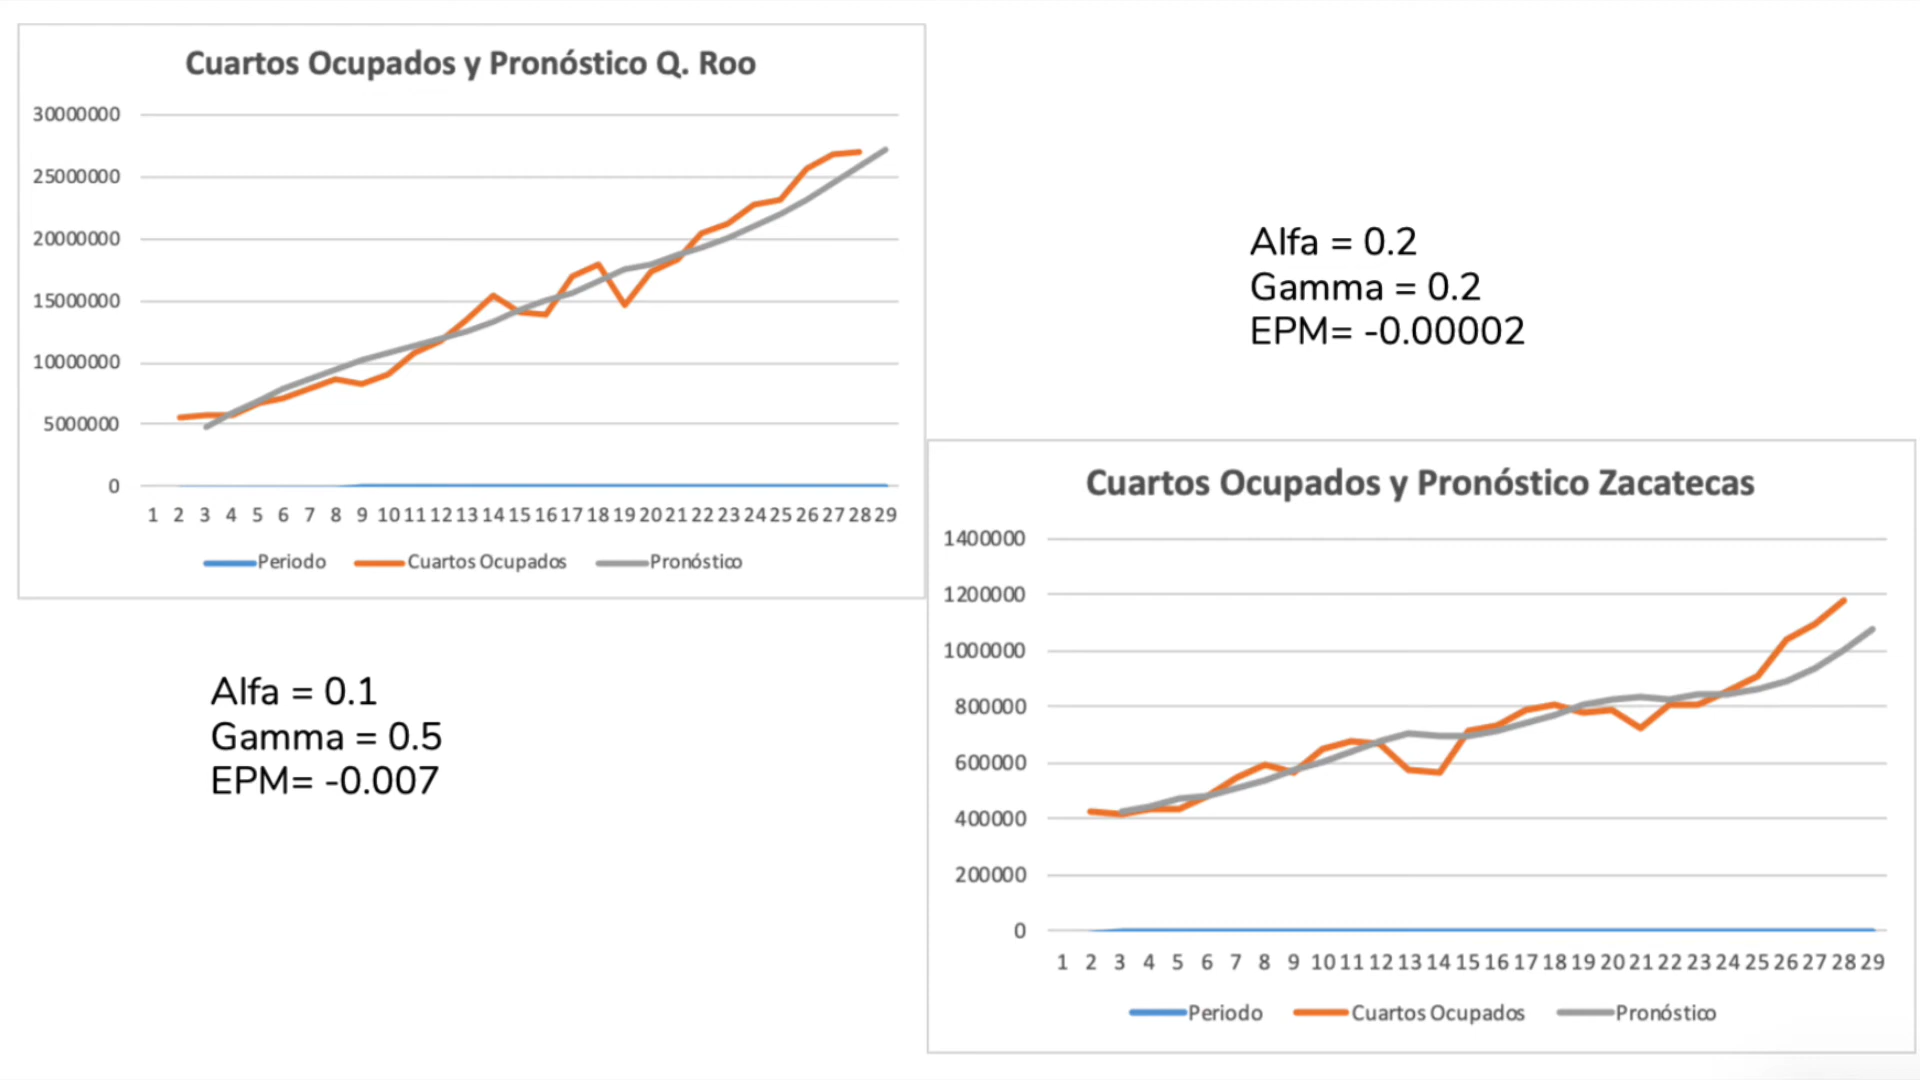 Cuartos Ocupados y Pronóstico Q. Roo
30000000
25000000
20000000
15000000
10000000
5000000
0
1 2 3 4 5 6 7 8 9 10 11 12 13 14 15 16 17 18 19 20 21 22 23 24 25 26 27 28 29
Periodo Cuartos Ocupados Pronóstico
Alfa = 0.2
Gamma = 0.2
EPM= -0.00002
Alfa = 0.1
Gamma = 0.5
EPM= -0.007
Cuartos Ocupados y Pronóstico Zacatecas
1400000
1200000
1000000
800000
600000
400000
200000
0
1 2 3 4 5 6 7 8 9 10 11 12 13 14 15 16 17 18 19 20 21 22 23 24 25 26 27 28 29
Periodo Cuartos Ocupados Pronóstico